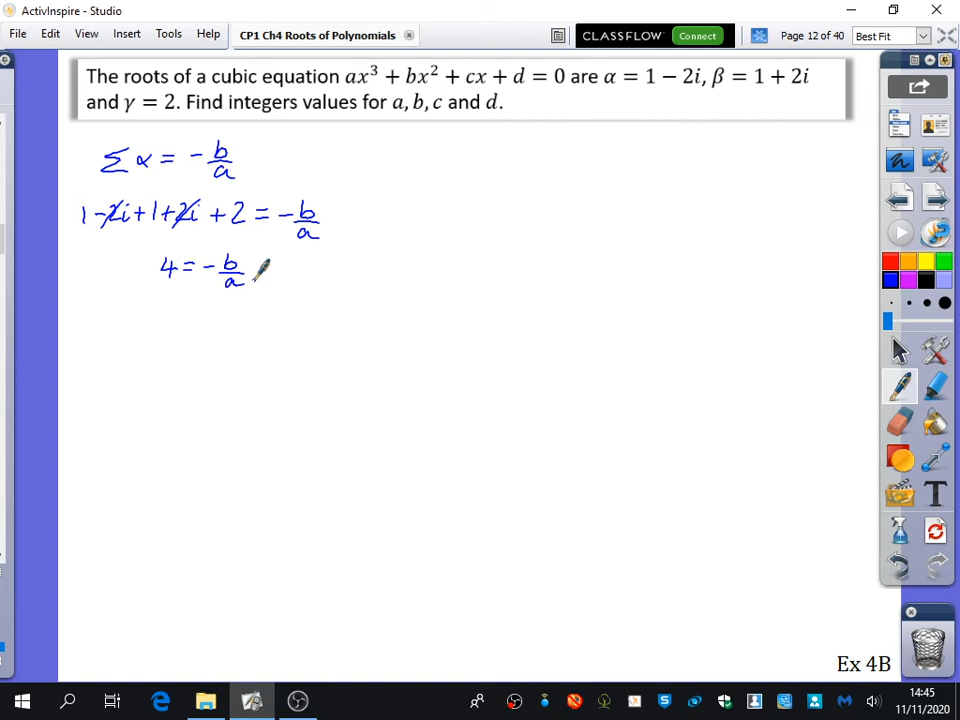 ActivInspire - Studio
File Edit View Insert Tools Help CP1 Ch4 Roots of Polynomials CLASSFLOW Connect Page 12 of 40 Best Fit
The roots of a cubic equation ax³ + bx² + cx + d = 0 are α = 1 − 2i, β = 1 + 2i
and γ = 2. Find integers values for a, b, c and d.
∑ α = − b/a
1 − 2i + 1 + 2i + 2 = − b/a
4 = − b/a
Ex 4B
14:45
11/11/2020